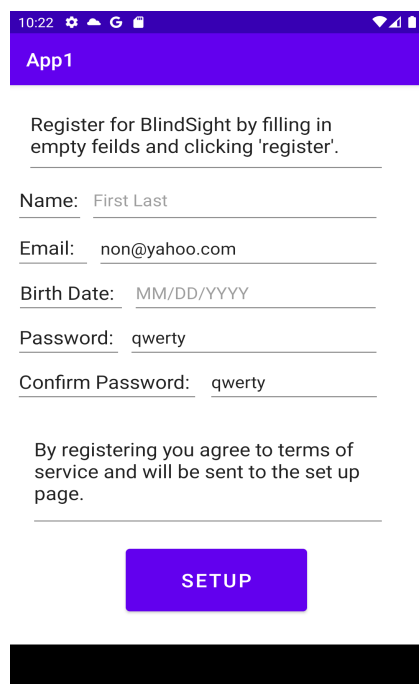 10:22
App1
Register for BlindSight by filling in
empty feilds and clicking 'register'.
Name: First Last
Email: non@yahoo.com
Birth Date: MM/DD/YYYY
Password: qwerty
Confirm Password: qwerty
By registering you agree to terms of
service and will be sent to the set up
page.
SETUP